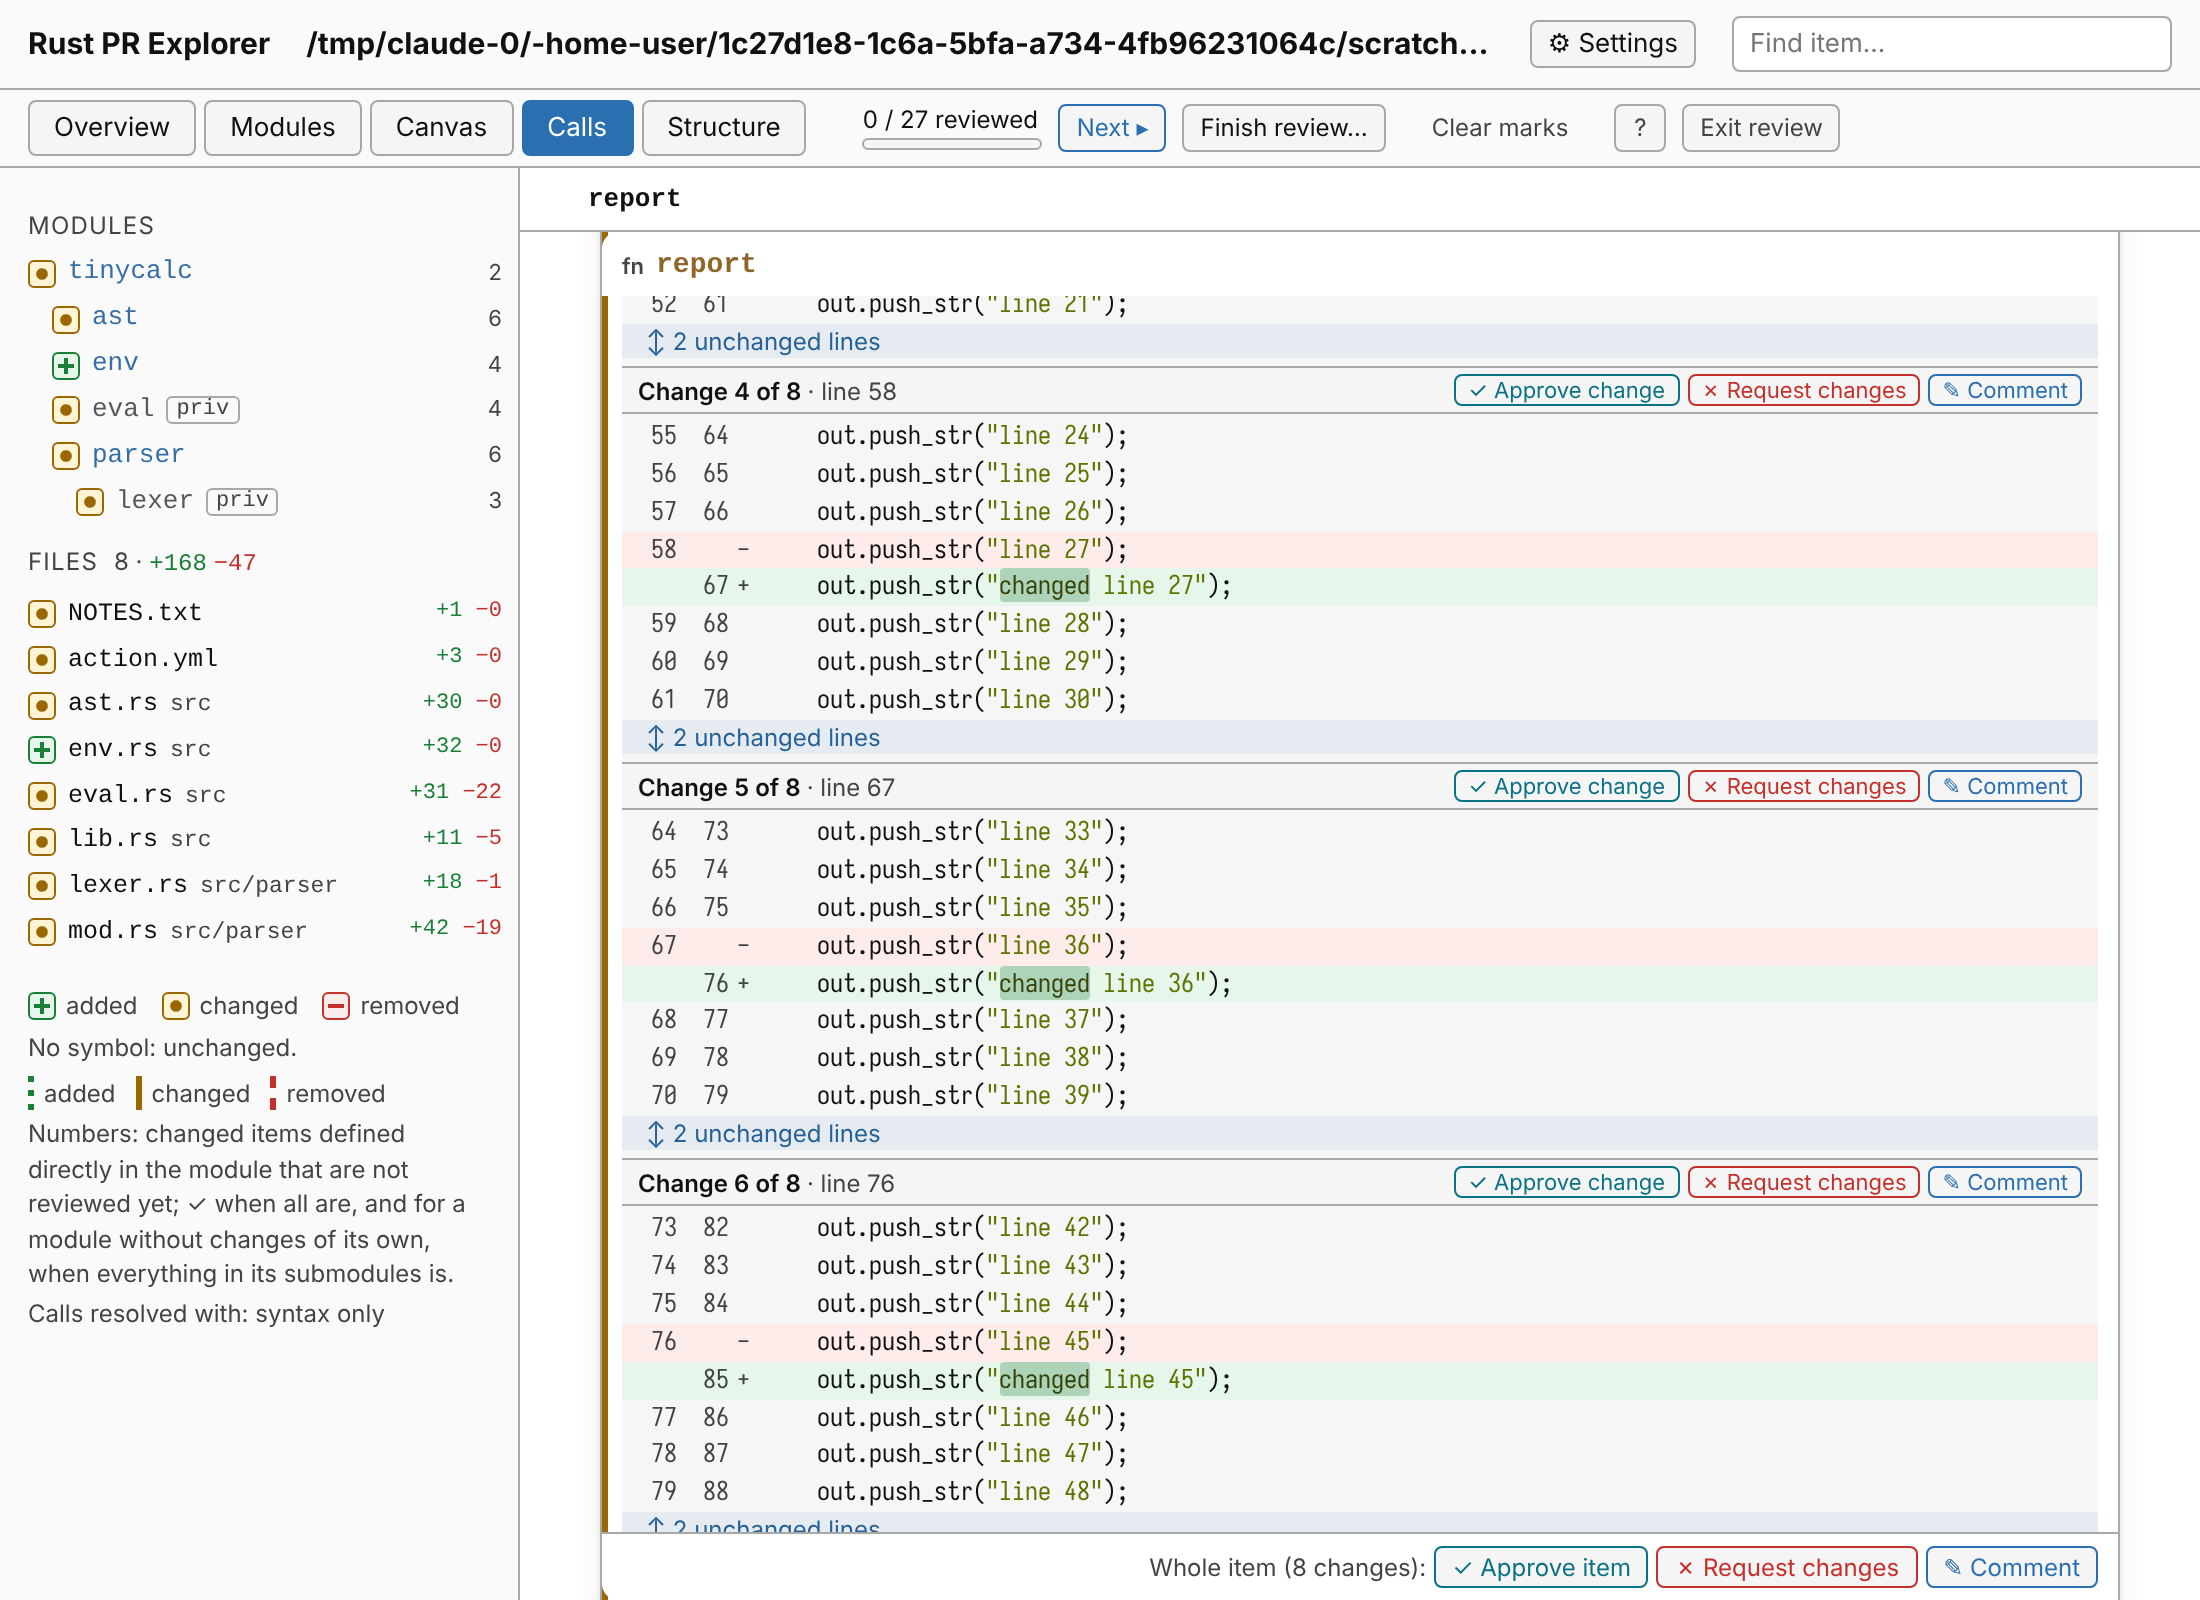 Rust PR Explorer /tmp/claude-0/-home-user/1c27d1e8-1c6a-5bfa-a734-4fb96231064c/scratch... ⚙ Settings Find item...
Overview Modules Canvas Calls Structure 0 / 27 reviewed Next ▸ Finish review... Clear marks ? Exit review
MODULES
tinycalc 2
ast 6
env 4
eval priv 4
parser 6
lexer priv 3
FILES 8 · +168 −47
NOTES.txt +1 −0
action.yml +3 −0
ast.rs src +30 −0
env.rs src +32 −0
eval.rs src +31 −22
lib.rs src +11 −5
lexer.rs src/parser +18 −1
mod.rs src/parser +42 −19
added changed removed
No symbol: unchanged.
added changed removed
Numbers: changed items defined
directly in the module that are not
reviewed yet; ✓ when all are, and for a
module without changes of its own,
when everything in its submodules is.
Calls resolved with: syntax only
report
fn report
52 61 out.push_str("line 21");
2 unchanged lines
Change 4 of 8 · line 58 ✓ Approve change × Request changes ✎ Comment
55 64 out.push_str("line 24");
56 65 out.push_str("line 25");
57 66 out.push_str("line 26");
58 − out.push_str("line 27");
67 + out.push_str("changed line 27");
59 68 out.push_str("line 28");
60 69 out.push_str("line 29");
61 70 out.push_str("line 30");
2 unchanged lines
Change 5 of 8 · line 67 ✓ Approve change × Request changes ✎ Comment
64 73 out.push_str("line 33");
65 74 out.push_str("line 34");
66 75 out.push_str("line 35");
67 − out.push_str("line 36");
76 + out.push_str("changed line 36");
68 77 out.push_str("line 37");
69 78 out.push_str("line 38");
70 79 out.push_str("line 39");
2 unchanged lines
Change 6 of 8 · line 76 ✓ Approve change × Request changes ✎ Comment
73 82 out.push_str("line 42");
74 83 out.push_str("line 43");
75 84 out.push_str("line 44");
76 − out.push_str("line 45");
85 + out.push_str("changed line 45");
77 86 out.push_str("line 46");
78 87 out.push_str("line 47");
79 88 out.push_str("line 48");
2 unchanged lines
Whole item (8 changes): ✓ Approve item × Request changes ✎ Comment